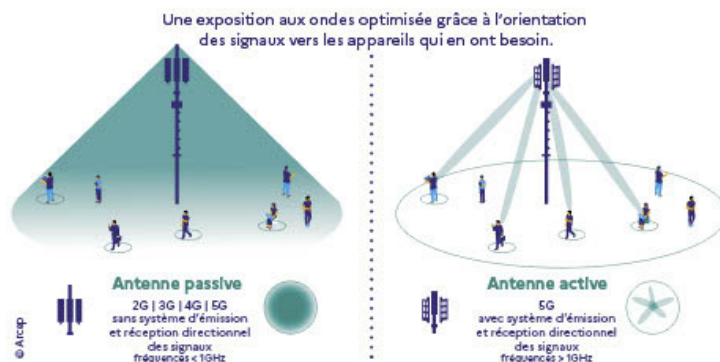 Une exposition aux ondes optimisée grâce à l'orientation
des signaux vers les appareils qui en ont besoin.
Antenne passive
2G | 3G | 4G | 5G
sans système d'émission
et réception directionnel
des signaux
fréquences < 1GHz
Antenne active
5G
avec système d'émission
et réception directionnel
des signaux
fréquences > 1GHz
© Arcep